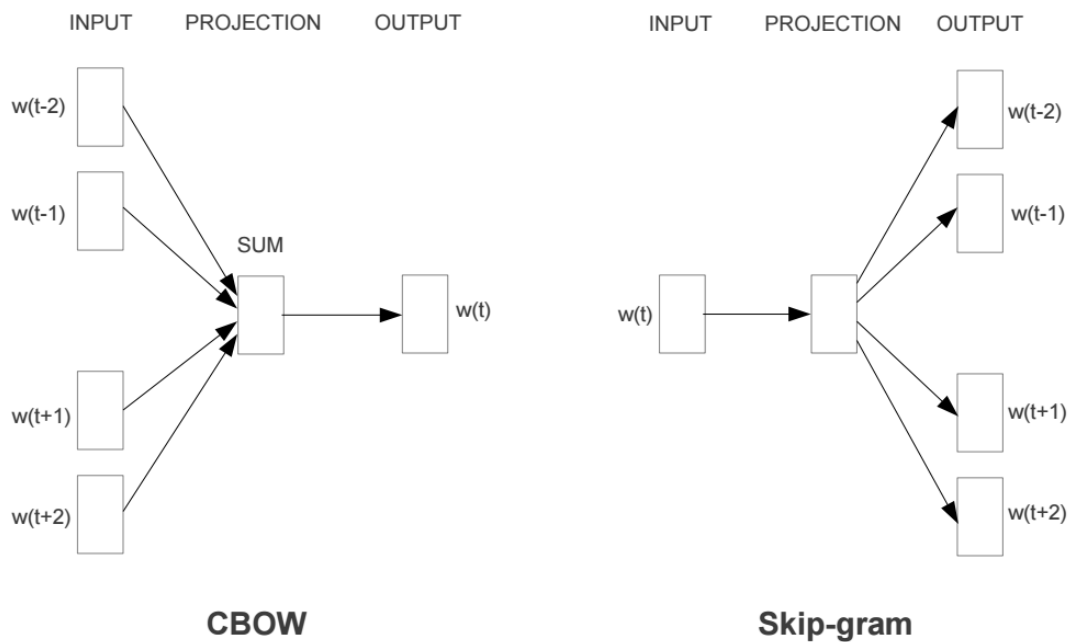 INPUT PROJECTION OUTPUT
w(t-2)
w(t-1)
SUM
w(t)
w(t+1)
w(t+2)
CBOW
INPUT PROJECTION OUTPUT
w(t-2)
w(t-1)
w(t)
w(t+1)
w(t+2)
Skip-gram